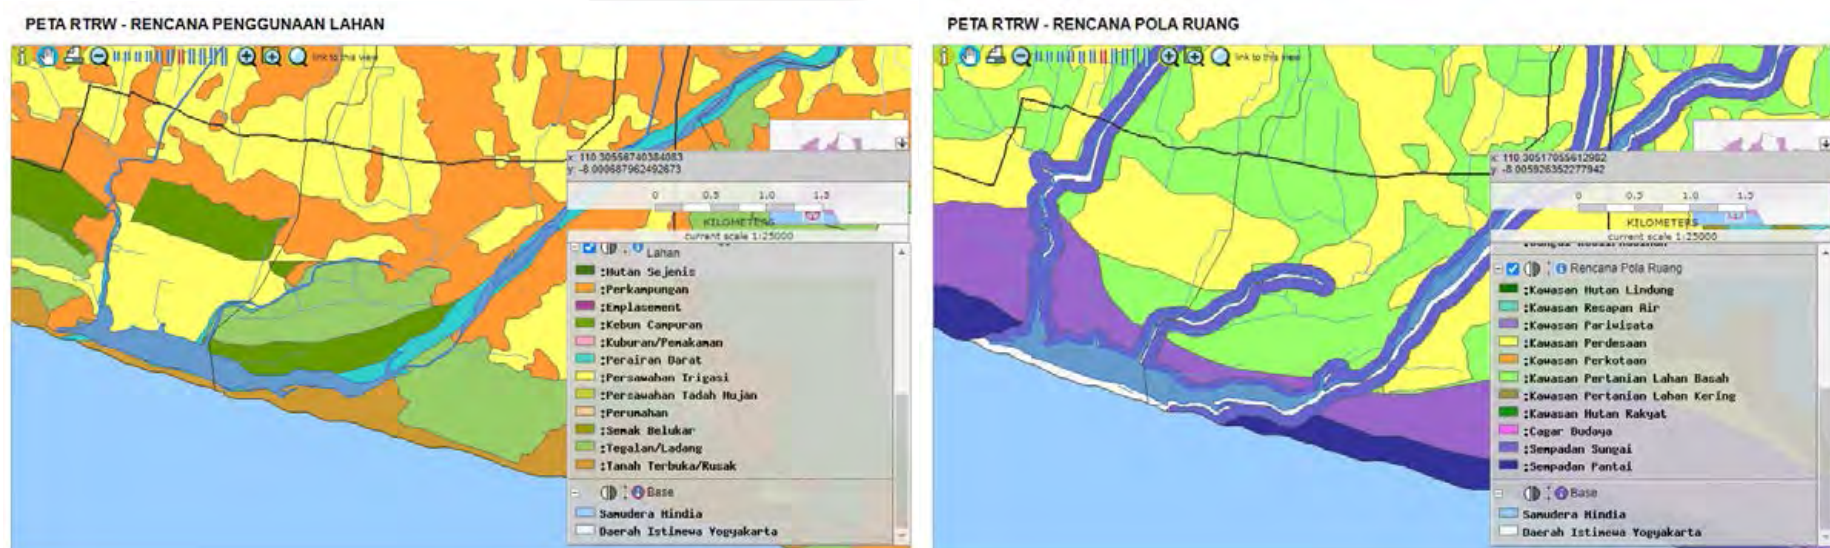 PETA RTRW - RENCANA PENGGUNAAN LAHAN
link to this view
x: 110.30556740384083
y: -8.000687962492673
0 0.5 1.0 1.5
KILOMETERS
current scale 1:25000
Lahan
:Hutan Sejenis
:Perkampungan
:Emplasement
:Kebun Campuran
:Kuburan/Pemakaman
:Perairan Darat
:Persawahan Irigasi
:Persawahan Tadah Hujan
:Perumahan
:Semak Belukar
:Tegalan/Ladang
:Tanah Terbuka/Rusak
Base
Samudera Hindia
Daerah Istimewa Yogyakarta
PETA RTRW - RENCANA POLA RUANG
link to this view
x: 110.30517055612982
y: -8.005926352277942
0 0.5 1.0 1.5
KILOMETERS
current scale 1:25000
Rencana Pola Ruang
:Kawasan Hutan Lindung
:Kawasan Resapan Air
:Kawasan Pariwisata
:Kawasan Perdesaan
:Kawasan Perkotaan
:Kawasan Pertanian Lahan Basah
:Kawasan Pertanian Lahan Kering
:Kawasan Hutan Rakyat
:Cagar Budaya
:Sempadan Sungai
:Sempadan Pantai
Base
Samudera Hindia
Daerah Istimewa Yogyakarta